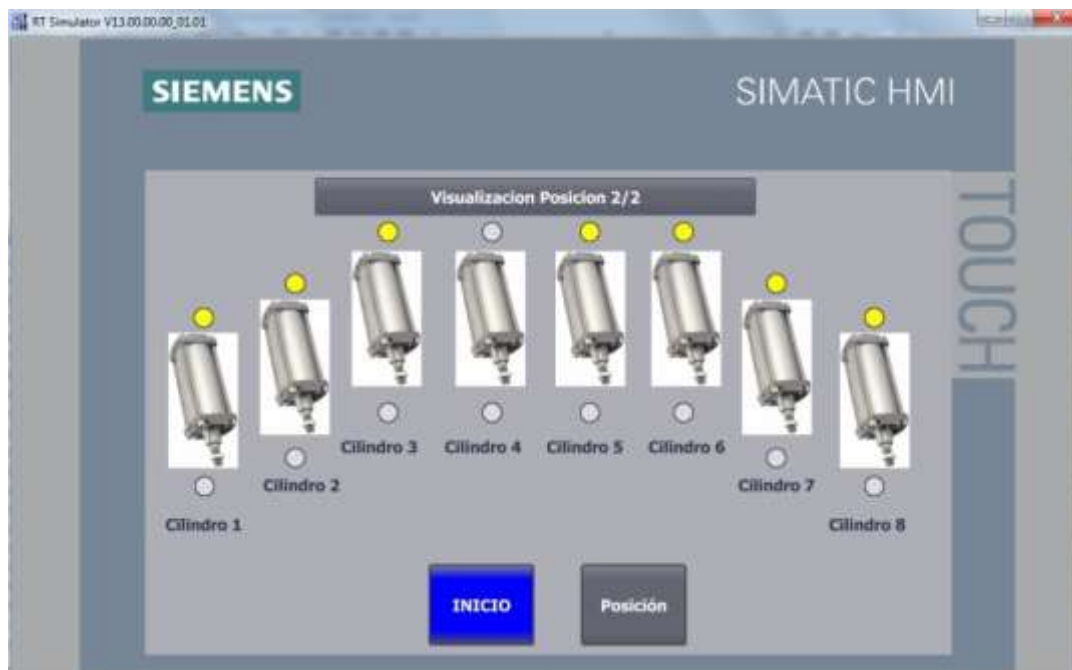 RT Simulator V13.00.00.00_01.01
SIEMENS
SIMATIC HMI
TOUCH
Visualizacion Posicion 2/2
Cilindro 1
Cilindro 2
Cilindro 3
Cilindro 4
Cilindro 5
Cilindro 6
Cilindro 7
Cilindro 8
INICIO
Posición